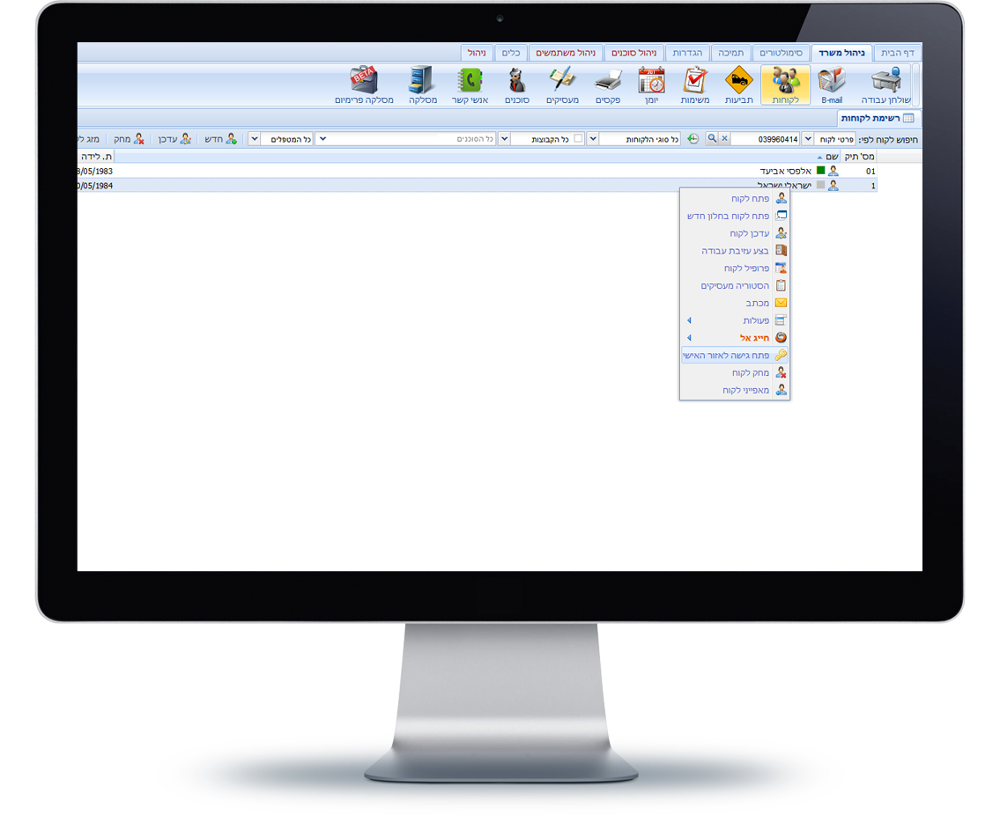 דף הבית ניהול משרד סימולטורים תמיכה הגדרות ניהול סוכנים ניהול משתמשים כלים ניהול
שולחן עבודה B-mail לקוחות תביעות משימות יומן פקסים מעסיקים סוכנים אנשי קשר מסלקה מסלקה פרימיום
BETA
רשימת לקוחות
חיפוש לקוח לפי: פרטי לקוח 039960414 כל סוגי הלקוחות כל הקבוצות כל הסוכנים כל המטפלים חדש עדכן מחק מזג
מס' תיק שם ת. לידה
01 אלפסי אביעד /05/1983
1 ישראלי ישראל /05/1984
פתח לקוח
פתח לקוח בחלון חדש
עדכן לקוח
בצע עזיבת עבודה
פרופיל לקוח
הסטוריה מעסיקים
מכתב
פעולות
חייג אל
פתח גישה לאזור האישי
מחק לקוח
מאפייני לקוח